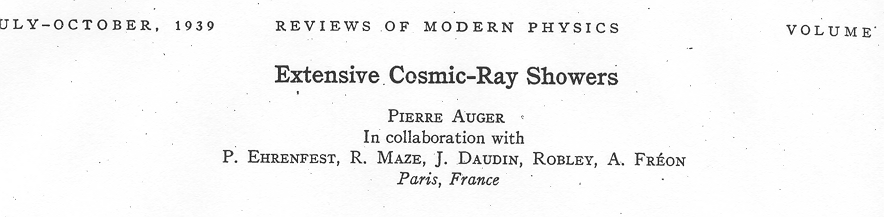 ULY–OCTOBER, 1939 REVIEWS OF MODERN PHYSICS VOLUME
Extensive Cosmic-Ray Showers
PIERRE AUGER
In collaboration with
P. EHRENFEST, R. MAZE, J. DAUDIN, ROBLEY, A. FRÉON
Paris, France